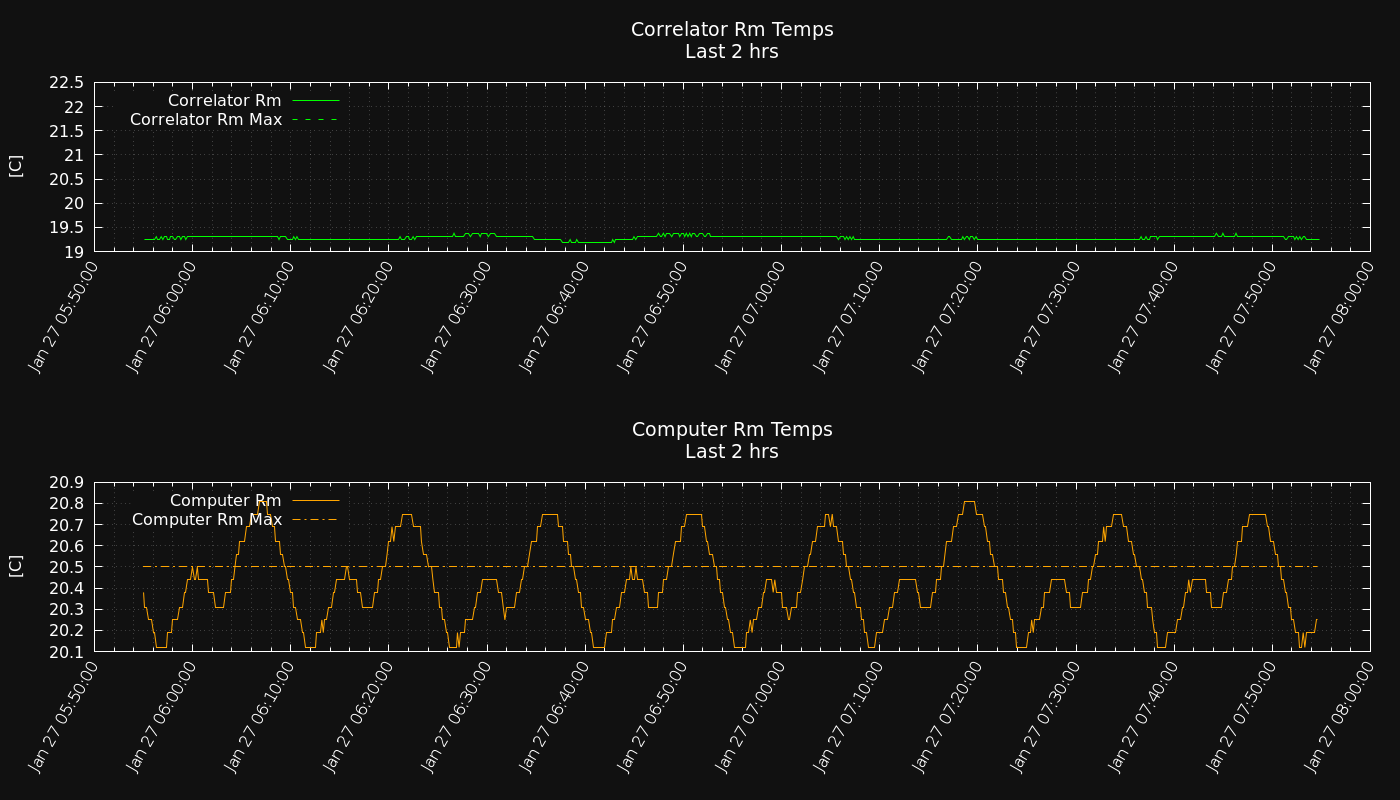 Correlator Rm Temps
Last 2 hrs
[C]
22.5
22
21.5
21
20.5
20
19.5
19
Correlator Rm
Correlator Rm Max
Jan 27 05:50:00
Jan 27 06:00:00
Jan 27 06:10:00
Jan 27 06:20:00
Jan 27 06:30:00
Jan 27 06:40:00
Jan 27 06:50:00
Jan 27 07:00:00
Jan 27 07:10:00
Jan 27 07:20:00
Jan 27 07:30:00
Jan 27 07:40:00
Jan 27 07:50:00
Jan 27 08:00:00
Computer Rm Temps
Last 2 hrs
[C]
20.9
20.8
20.7
20.6
20.5
20.4
20.3
20.2
20.1
Computer Rm
Computer Rm Max
Jan 27 05:50:00
Jan 27 06:00:00
Jan 27 06:10:00
Jan 27 06:20:00
Jan 27 06:30:00
Jan 27 06:40:00
Jan 27 06:50:00
Jan 27 07:00:00
Jan 27 07:10:00
Jan 27 07:20:00
Jan 27 07:30:00
Jan 27 07:40:00
Jan 27 07:50:00
Jan 27 08:00:00